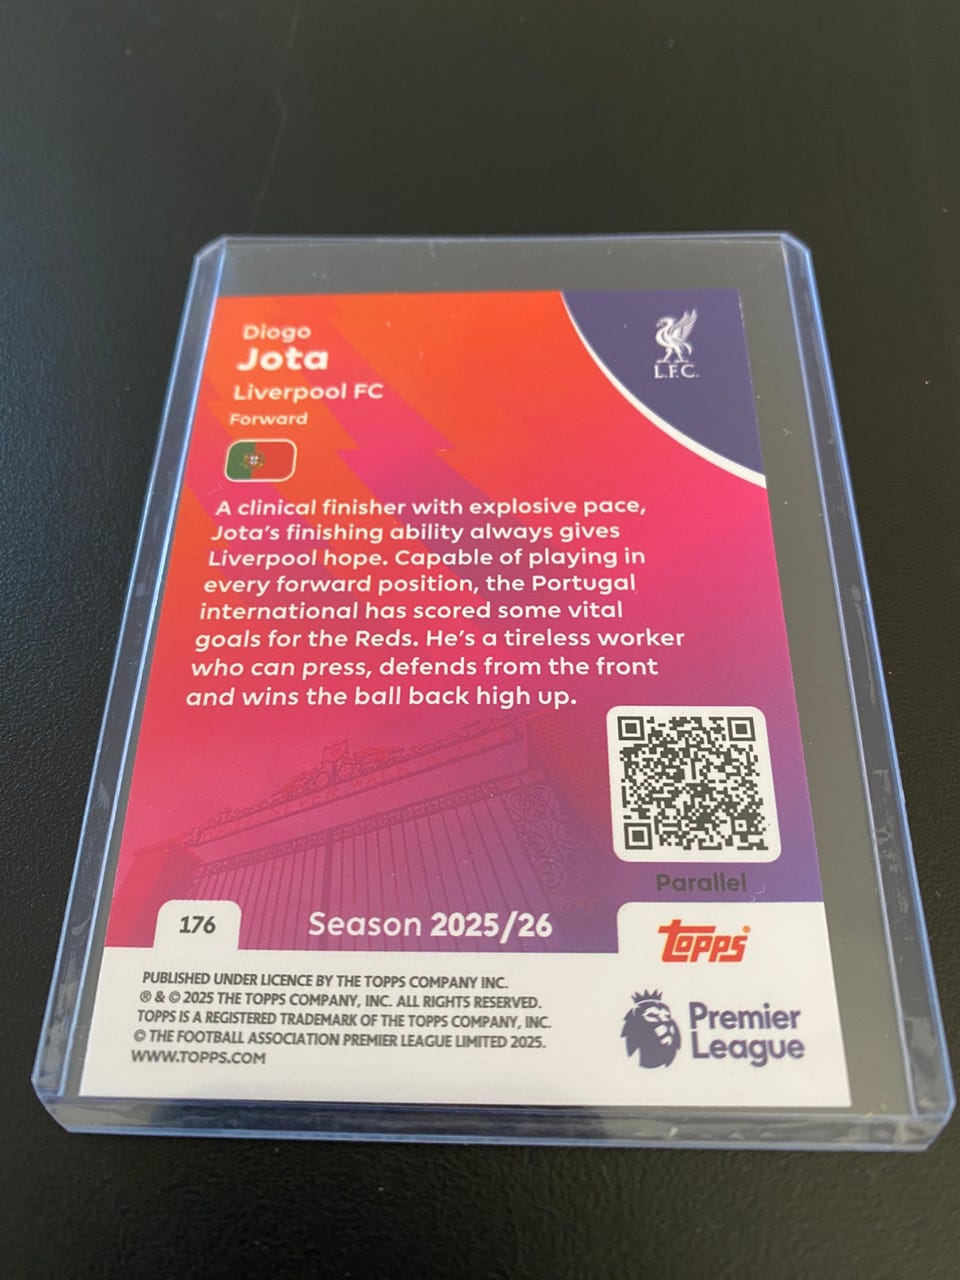 Diogo
Jota
Liverpool FC
Forward
L.F.C.
A clinical finisher with explosive pace,
Jota's finishing ability always gives
Liverpool hope. Capable of playing in
every forward position, the Portugal
international has scored some vital
goals for the Reds. He's a tireless worker
who can press, defends from the front
and wins the ball back high up.
Parallel
176
Season 2025/26
topps®
PUBLISHED UNDER LICENCE BY THE TOPPS COMPANY INC.
® & © 2025 THE TOPPS COMPANY, INC. ALL RIGHTS RESERVED.
TOPPS IS A REGISTERED TRADEMARK OF THE TOPPS COMPANY, INC.
© THE FOOTBALL ASSOCIATION PREMIER LEAGUE LIMITED 2025.
WWW.TOPPS.COM
Premier
League